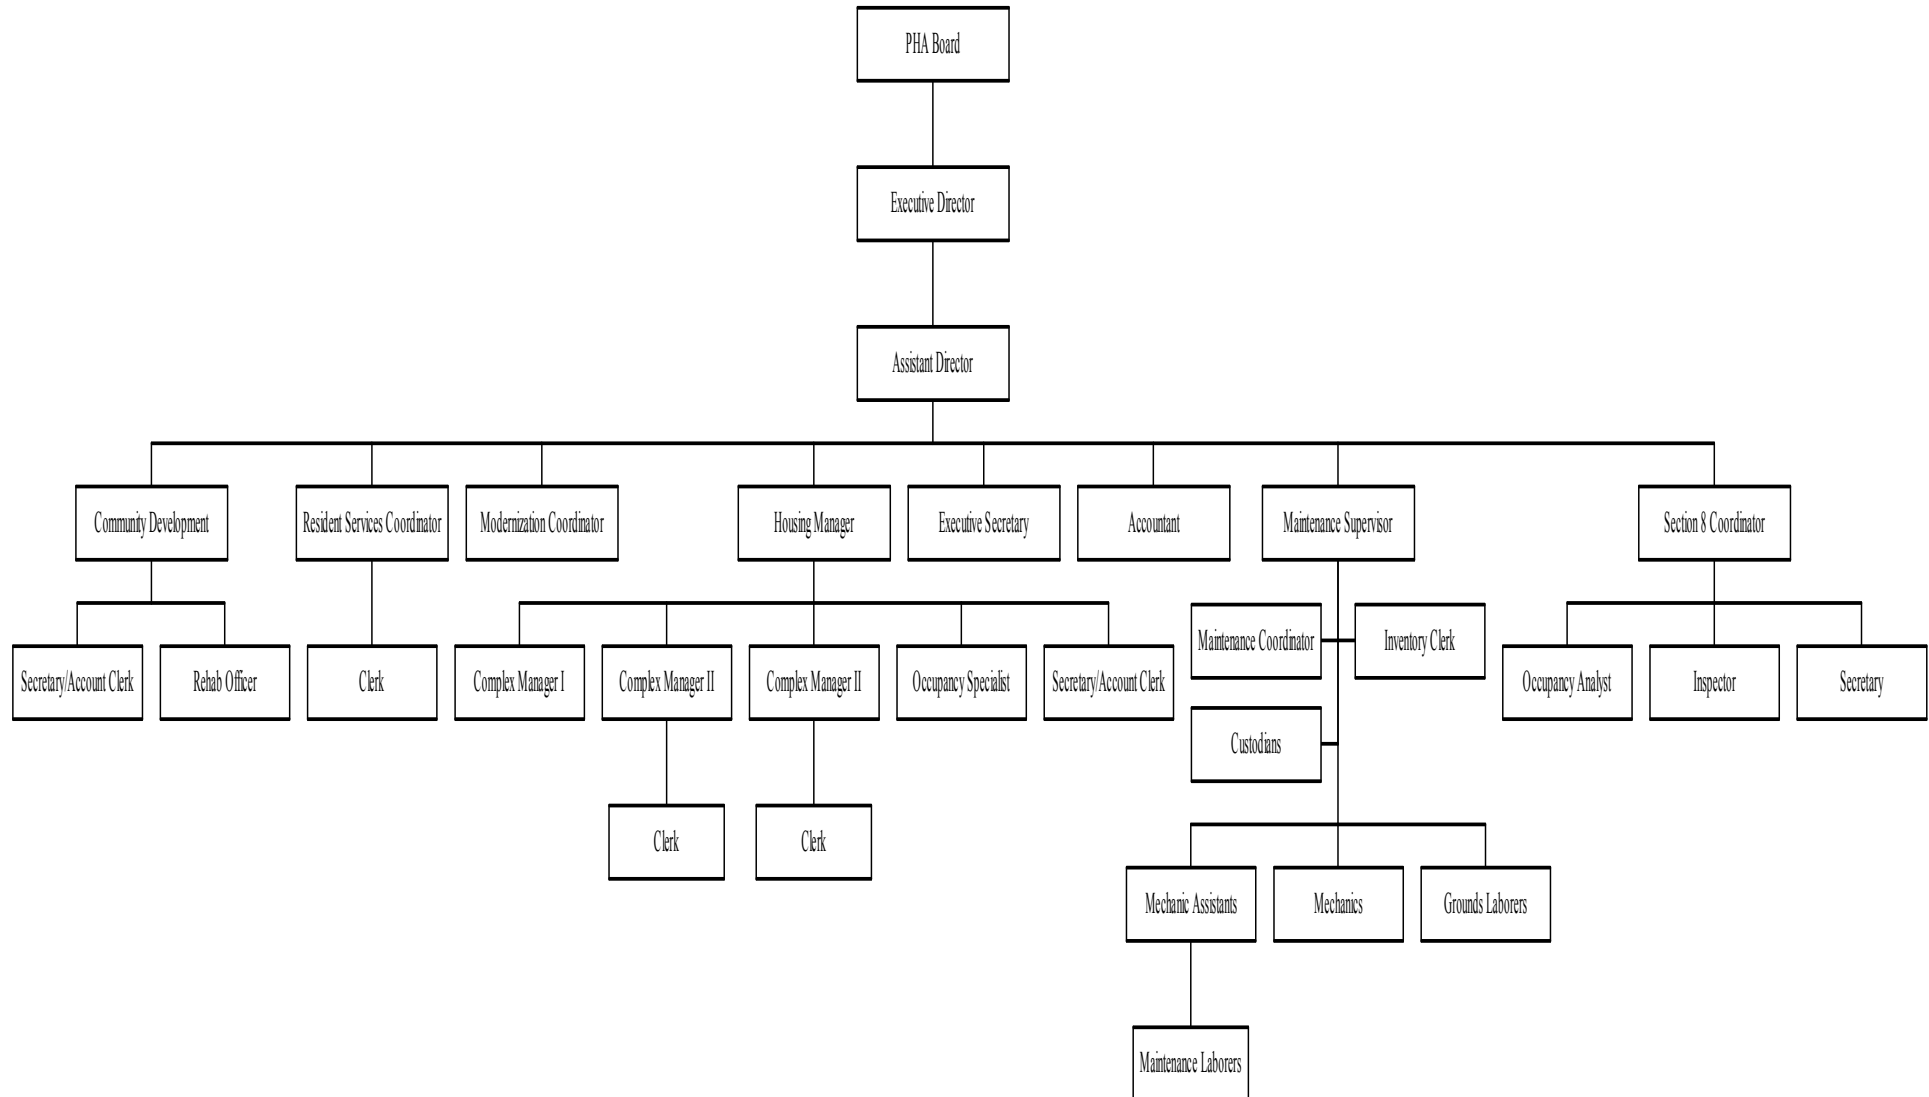 PHA Board
Executive Director
Assistant Director
Community Development
Resident Services Coordinator
Modernization Coordinator
Housing Manager
Executive Secretary
Accountant
Maintenance Supervisor
Section 8 Coordinator
Maintenance Coordinator
Inventory Clerk
Secretary/Account Clerk
Rehab Officer
Clerk
Complex Manager I
Complex Manager II
Complex Manager II
Occupancy Specialist
Secretary/Account Clerk
Occupancy Analyst
Inspector
Secretary
Custodians
Clerk
Clerk
Mechanic Assistants
Mechanics
Grounds Laborers
Maintenance Laborers